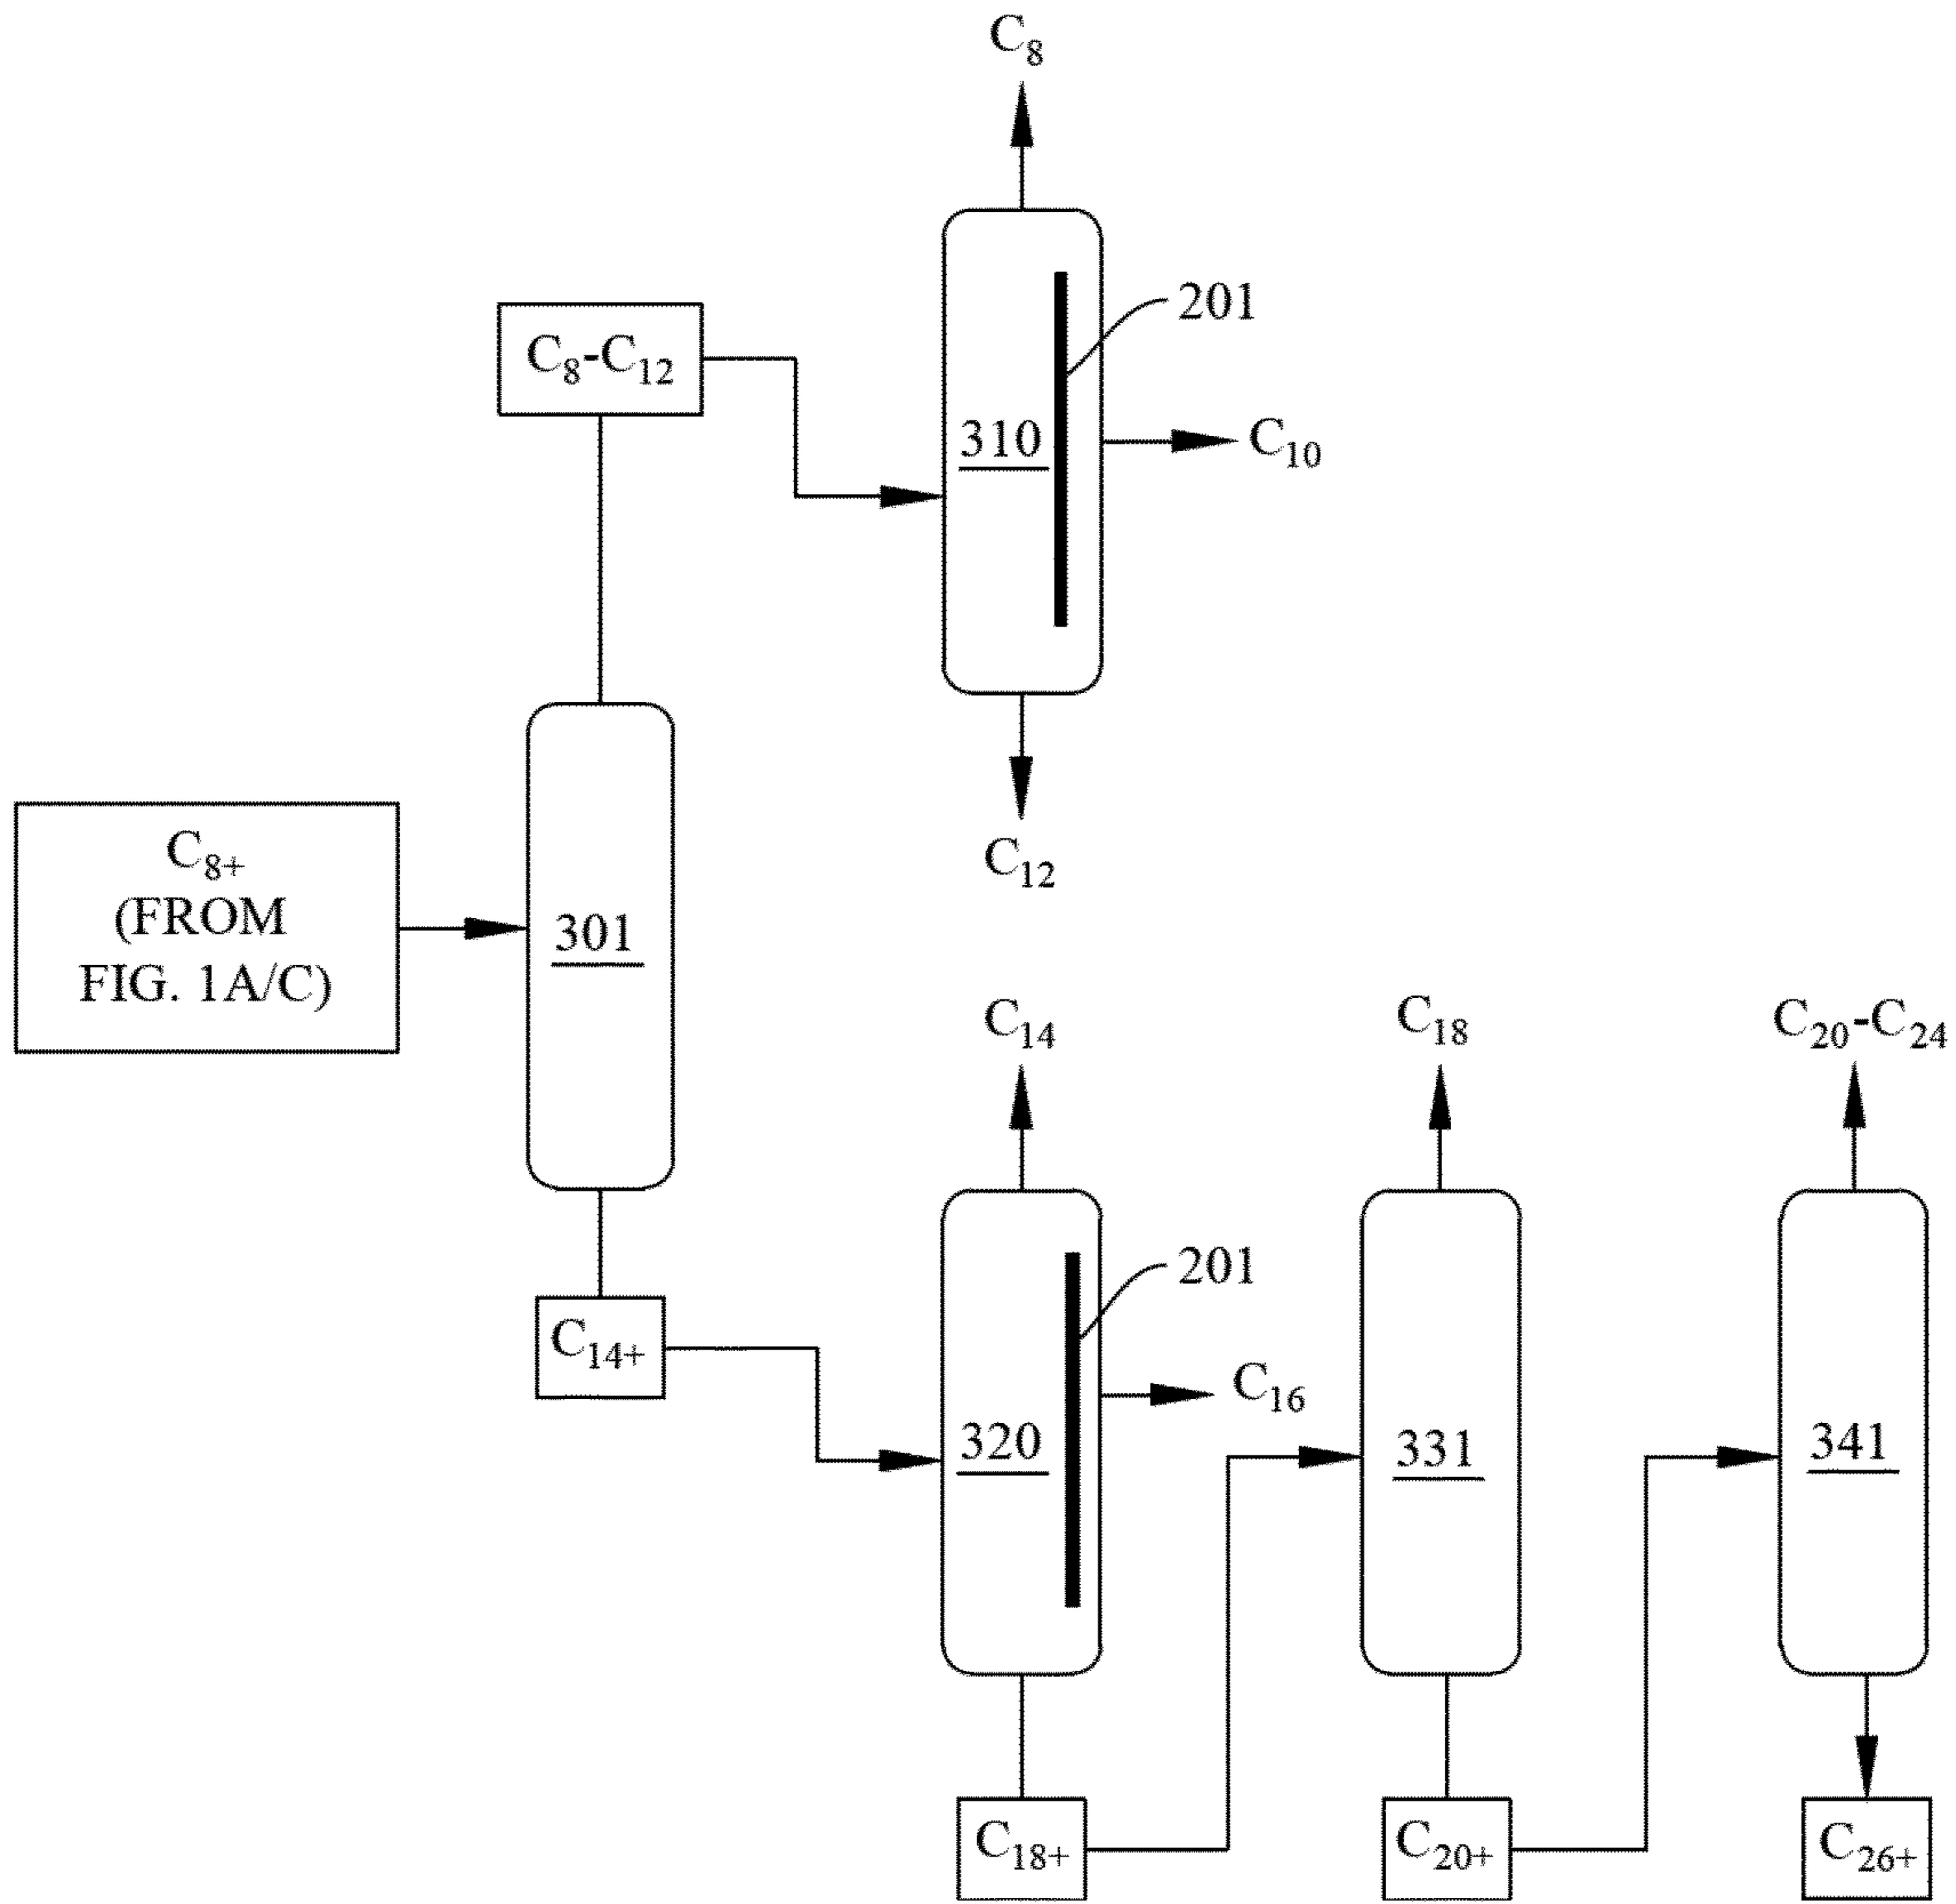 C8
C8-C12
201
310
C10
C12
C8+
(FROM
FIG. 1A/C)
301
C14
C18
C20-C24
201
C14+
C16
320
331
341
C18+
C20+
C26+